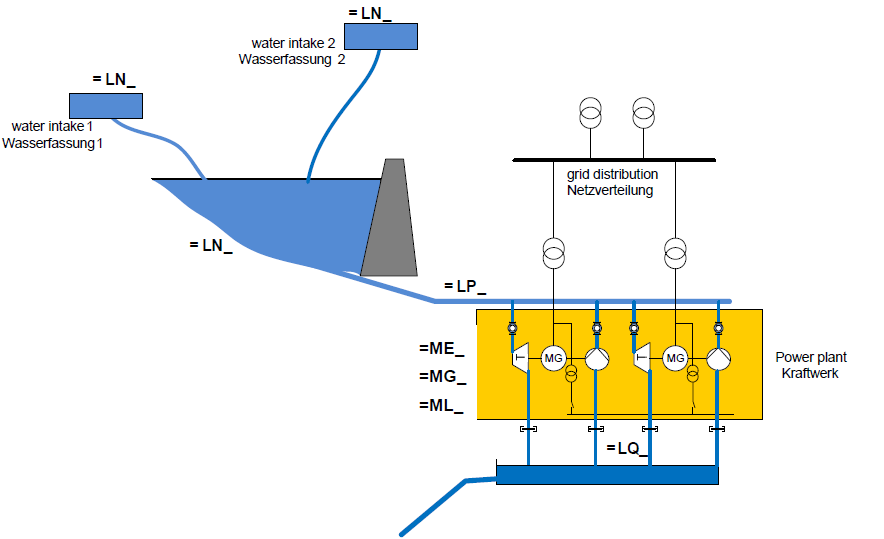 = LN_
water intake 2
Wasserfassung 2
= LN_
water intake 1
Wasserfassung 1
grid distribution
Netzverteilung
= LN_
= LP_
=ME_
T
MG
T
MG
Power plant
Kraftwerk
=MG_
=ML_
= LQ_